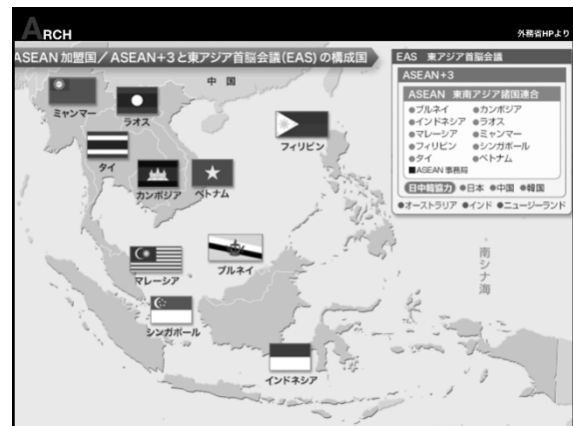 ARCH
外務省HPより
ASEAN 加盟国／ASEAN+3と東アジア首脳会議(EAS)の構成国
EAS 東アジア首脳会議
ASEAN+3
ASEAN 東南アジア諸国連合
●ブルネイ ●カンボジア
●インドネシア ●ラオス
●マレーシア ●ミャンマー
●フィリピン ●シンガポール
●タイ ●ベトナム
■ASEAN事務局
日中韓協力 ●日本 ●中国 ●韓国
●オーストラリア ●インド ●ニュージーランド
中国
ミャンマー
ラオス
フィリピン
タイ
カンボジア
ベトナム
マレーシア
ブルネイ
南シナ海
シンガポール
インドネシア